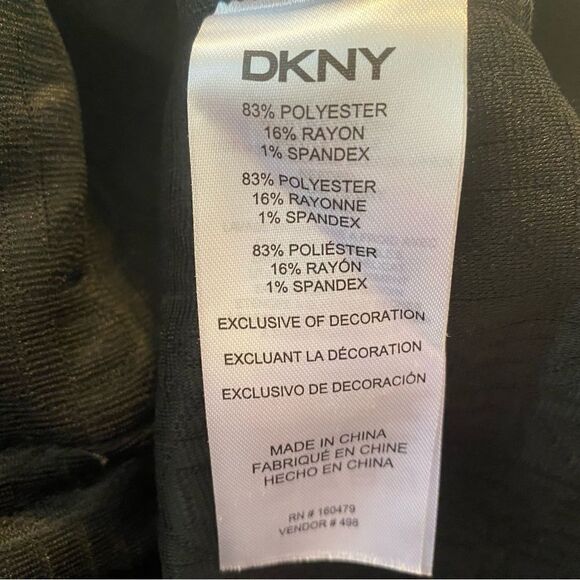 DKNY
83% POLYESTER
16% RAYON
1% SPANDEX
83% POLYESTER
16% RAYONNE
1% SPANDEX
83% POLIÉSTER
16% RAYÓN
1% SPANDEX
EXCLUSIVE OF DECORATION
EXCLUANT LA DÉCORATION
EXCLUSIVO DE DECORACIÓN
MADE IN CHINA
FABRIQUÉ EN CHINE
HECHO EN CHINA
RN # 160479
VENDOR # 498